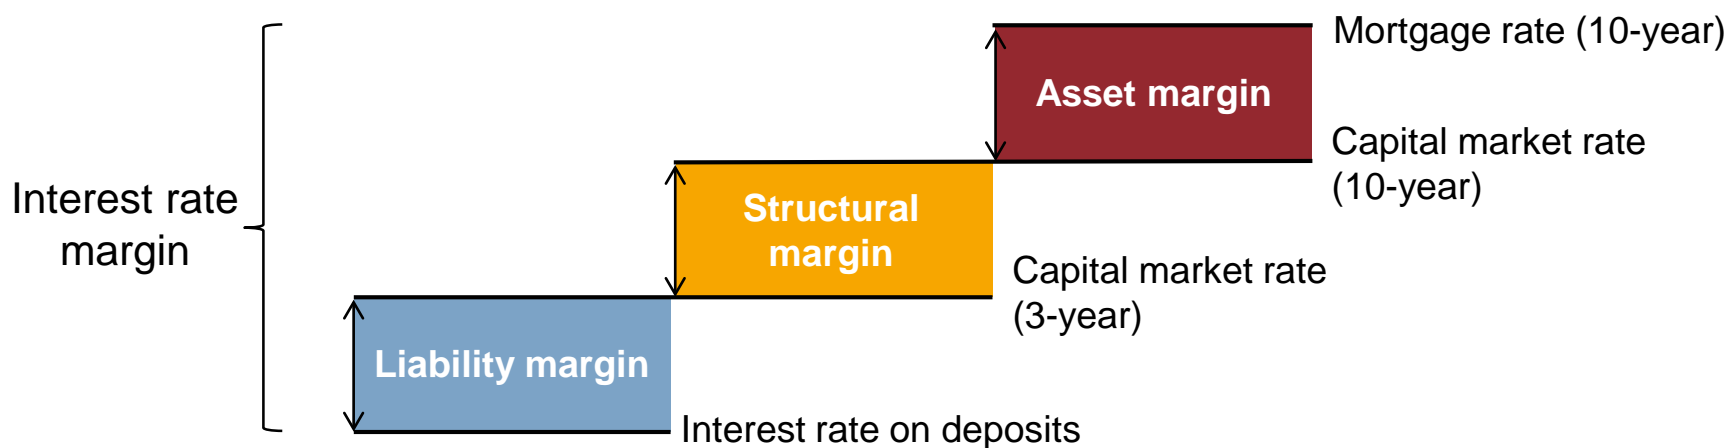 Mortgage rate (10-year)
Asset margin
Capital market rate
(10-year)
Interest rate
margin
Structural
margin
Capital market rate
(3-year)
Liability margin
Interest rate on deposits